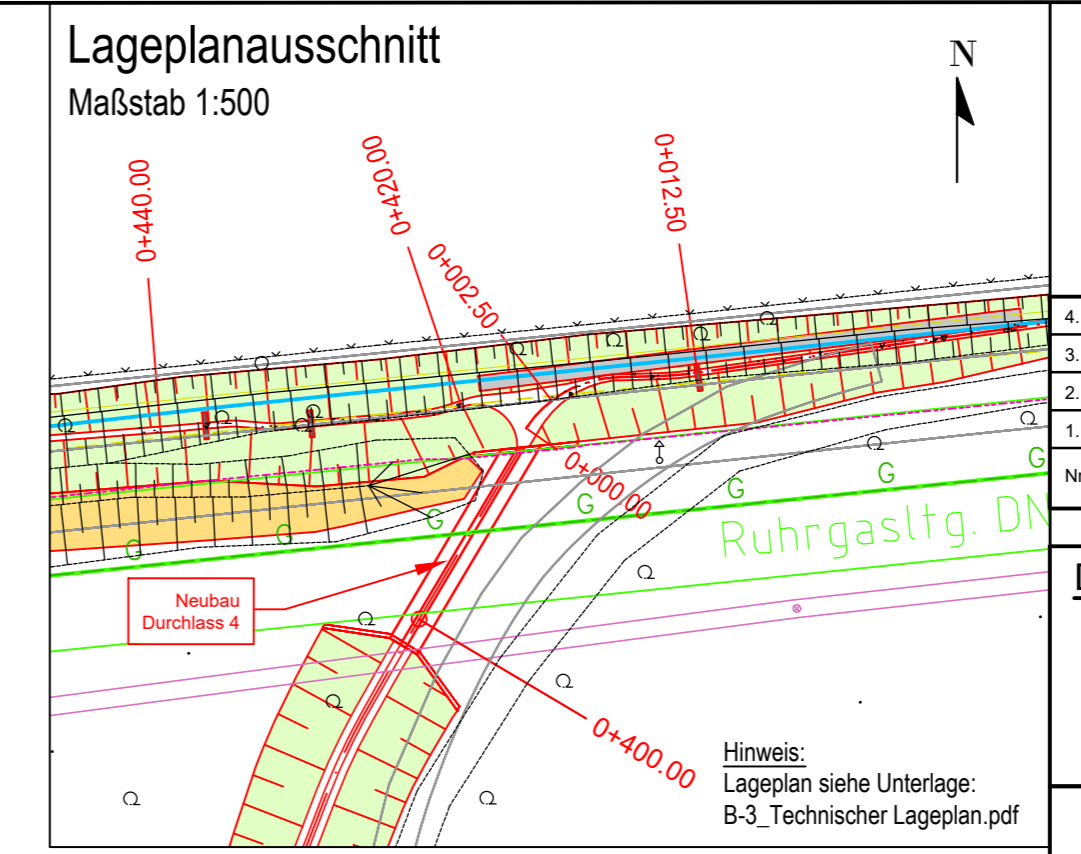 Lageplanausschnitt
Maßstab 1:500
N
0+440.00
0+420.00
0+002.50
0+012.50
4.
3.
2.
1.
Nr
0+000.00
G
G
G
G
G
G
G
Ruhrgasltg. DN
Neubau
Durchlass 4
0+400.00
Hinweis:
Lageplan siehe Unterlage:
B-3_Technischer Lageplan.pdf